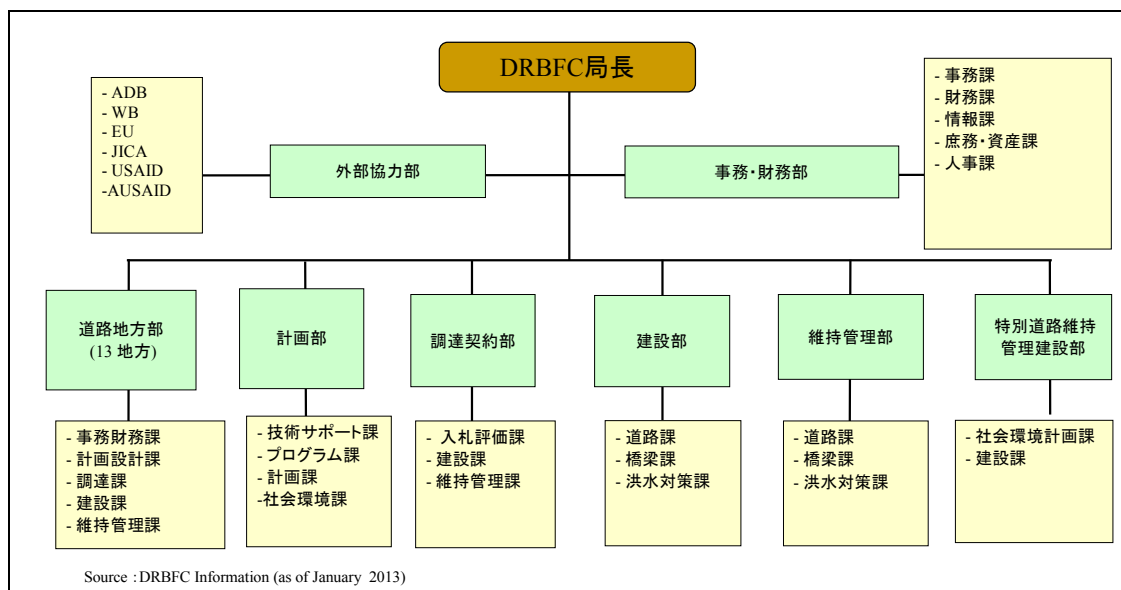 DRBFC局長
- ADB
- WB
- EU
- JICA
- USAID
-AUSAID
外部協力部
事務・財務部
- 事務課
- 財務課
- 情報課
- 庶務・資産課
- 人事課
道路地方部
(13 地方)
計画部
調達契約部
建設部
維持管理部
特別道路維持
管理建設部
- 事務財務課
- 計画設計課
- 調達課
- 建設課
- 維持管理課
- 技術サポート課
- プログラム課
- 計画課
-社会環境課
- 入札評価課
- 建設課
- 維持管理課
- 道路課
- 橋梁課
- 洪水対策課
- 道路課
- 橋梁課
- 洪水対策課
- 社会環境計画課
- 建設課
Source : DRBFC Information (as of January 2013)